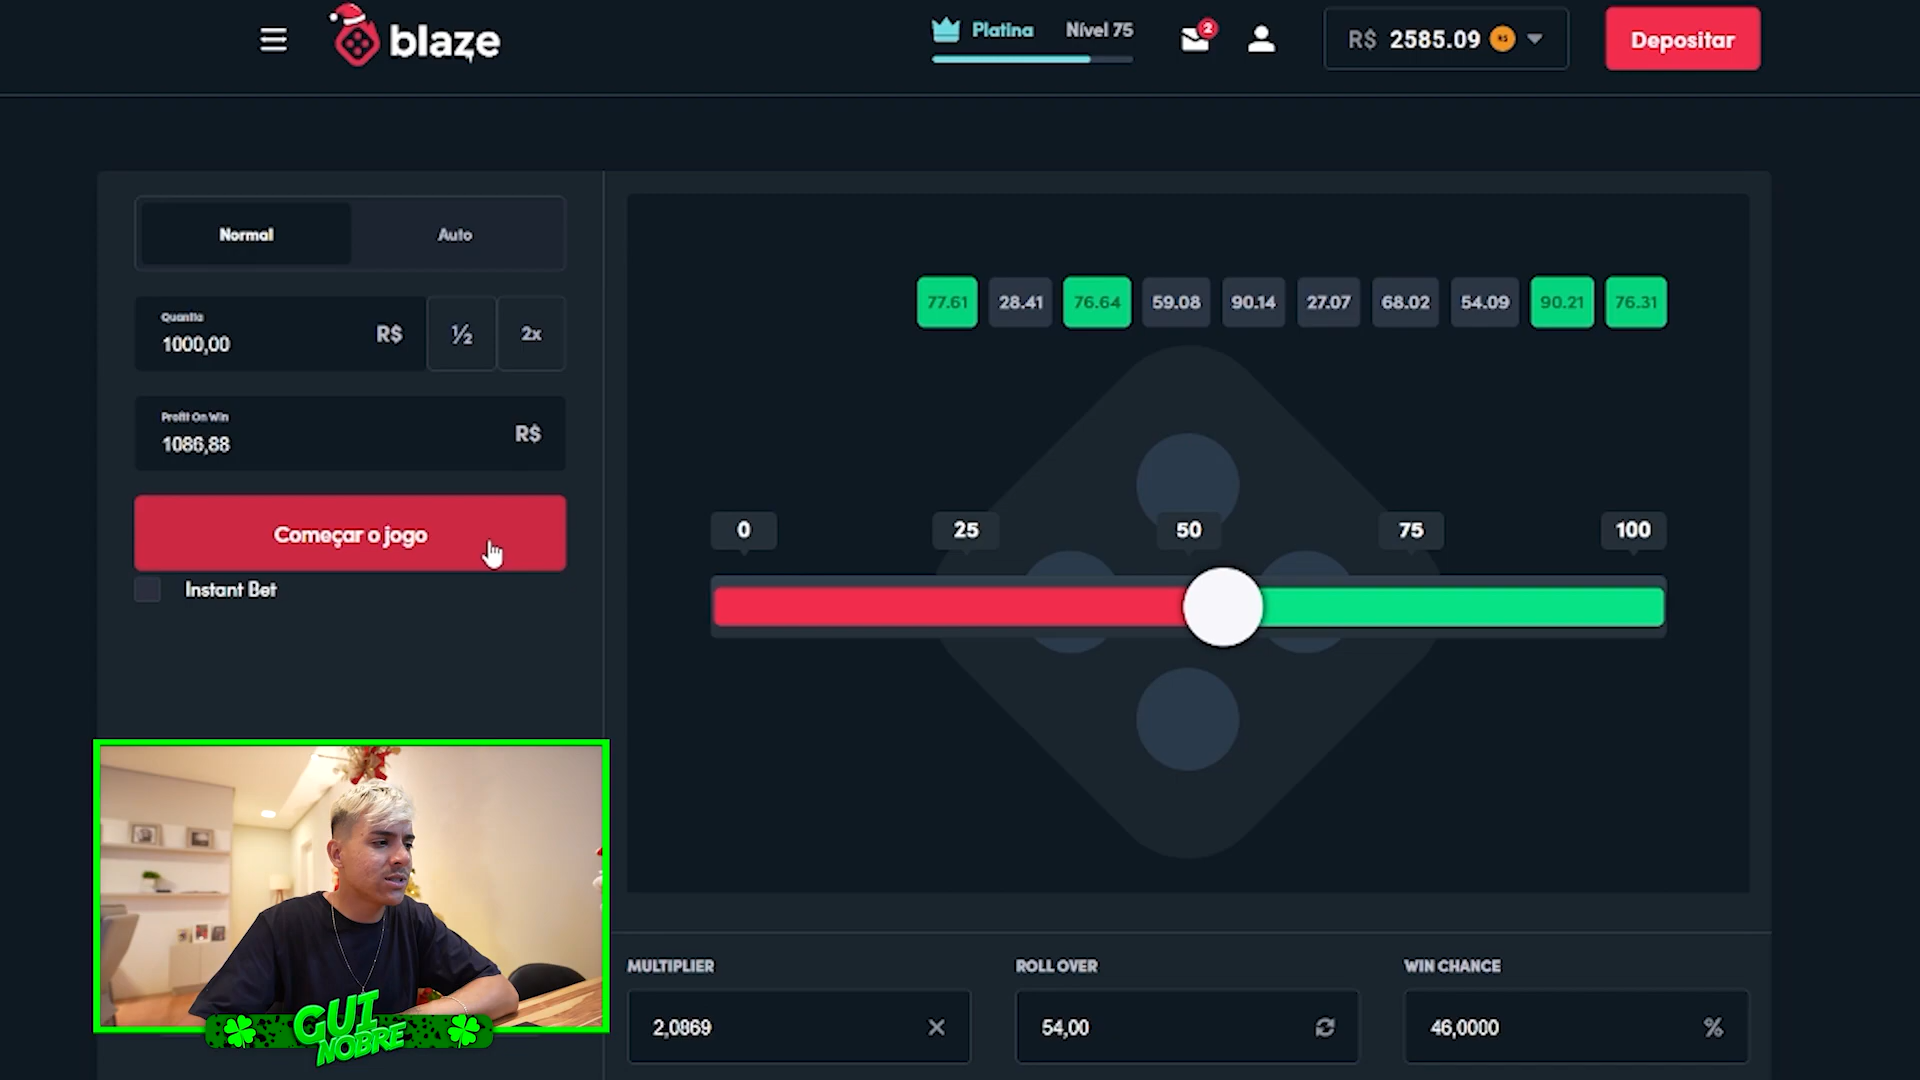 blaze
Platina Nível 75
2
R$ 2585.09 R$
Depositar
Normal Auto
Quantia
1000,00 R$ ½ 2x
Profit On Win
1086,88 R$
Começar o jogo
Instant Bet
77.61 28.41 76.64 59.08 90.14 27.07 68.02 54.09 90.21 76.31
0 25 50 75 100
MULTIPLIER ROLL OVER WIN CHANCE
2,0869 54,00 46,0000 %
GUI
NOBRE